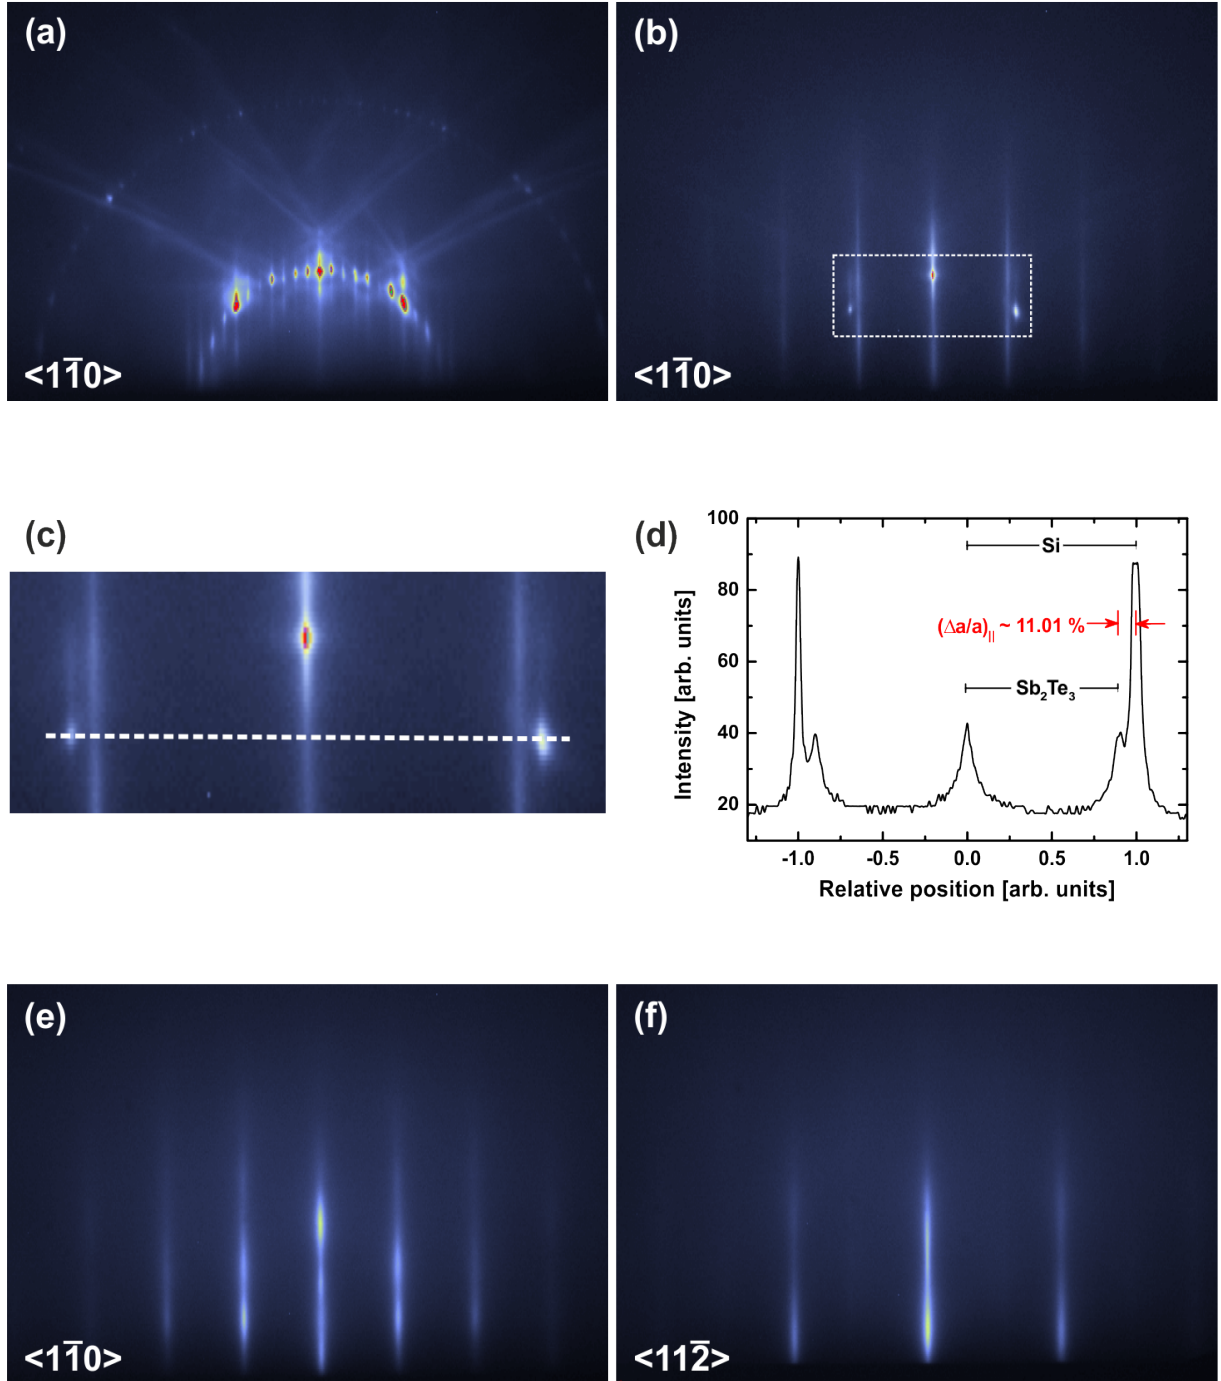 (a)
<11̅0>
(b)
<11̅0>
(c)
(d)
100
80
60
40
20
Intensity [arb. units]
Si
(Δa/a)|| ~ 11.01 %
Sb₂Te₃
-1.0
-0.5
0.0
0.5
1.0
Relative position [arb. units]
(e)
<11̅0>
(f)
<112̅>